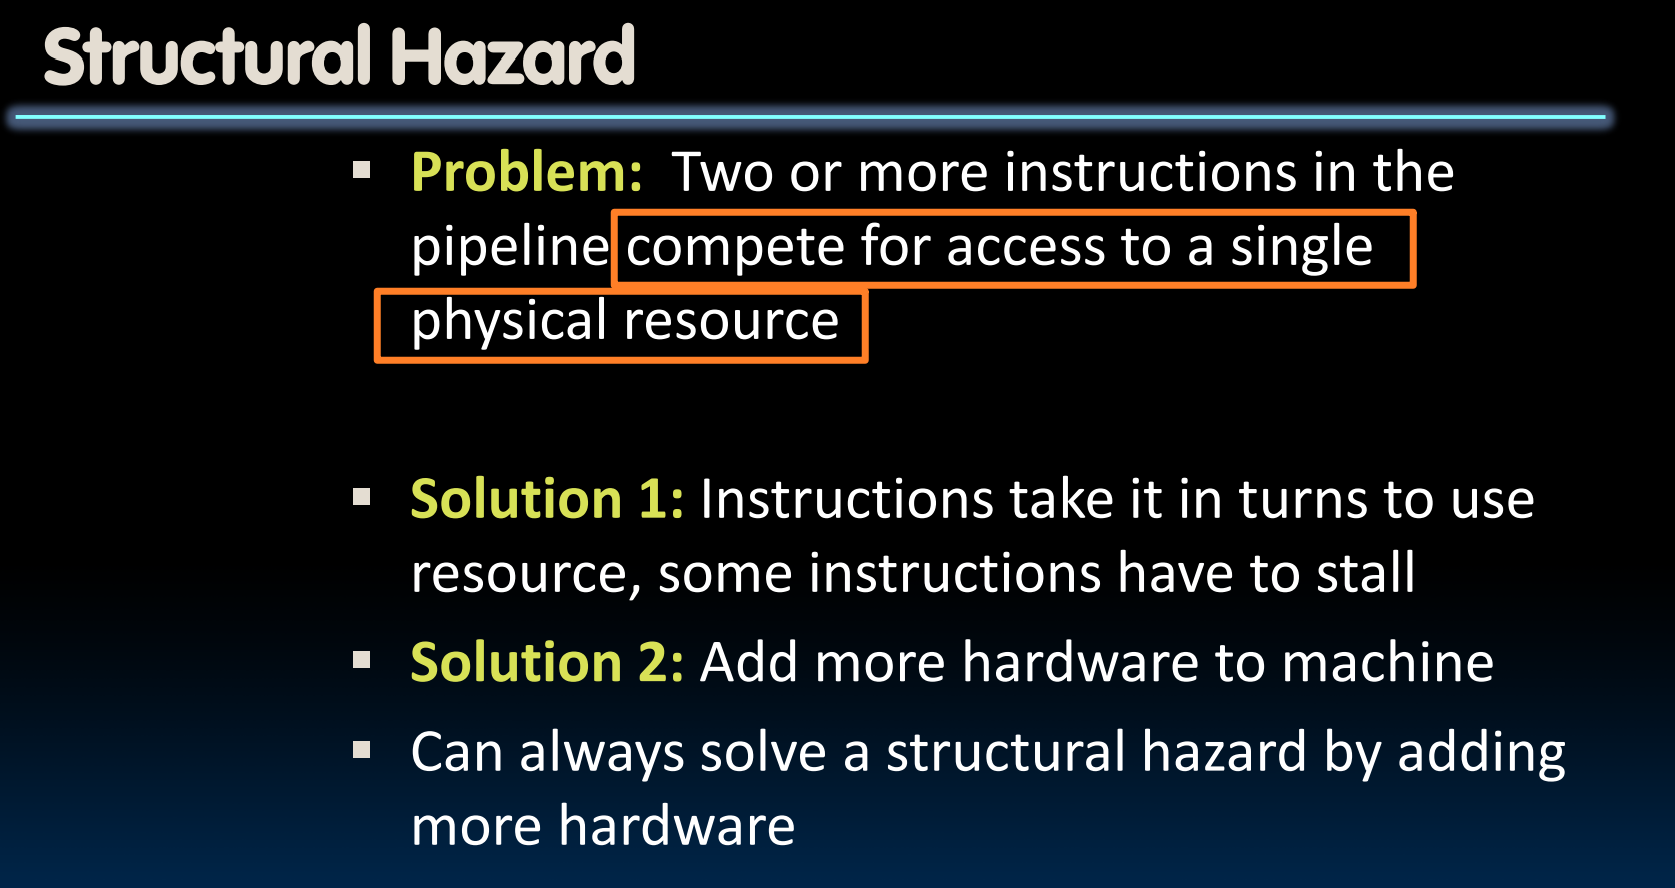 Structural Hazard
▪ Problem: Two or more instructions in the
pipeline compete for access to a single
physical resource
▪ Solution 1: Instructions take it in turns to use
resource, some instructions have to stall
▪ Solution 2: Add more hardware to machine
▪ Can always solve a structural hazard by adding
more hardware